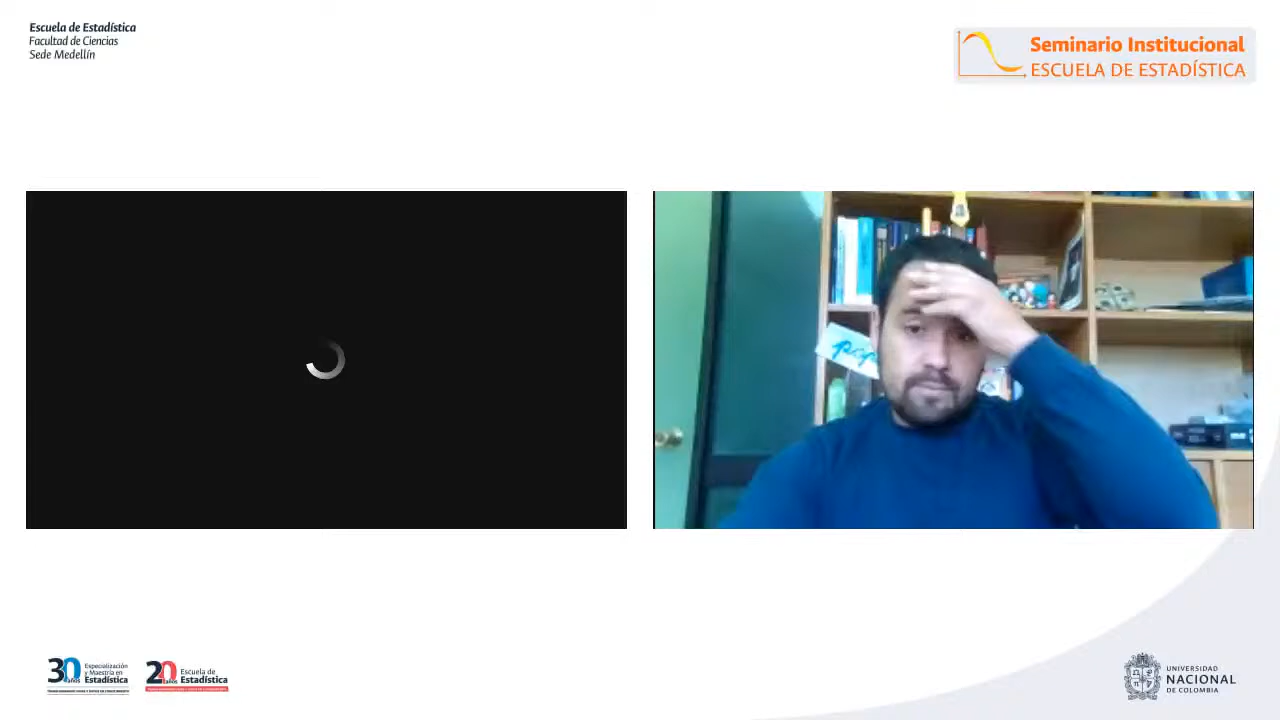 Escuela de Estadística
Facultad de Ciencias
Sede Medellín
Seminario Institucional
ESCUELA DE ESTADÍSTICA
30 años
Especialización
y Maestría en
Estadística
20 años
Escuela de
Estadística
UNIVERSIDAD
NACIONAL
DE COLOMBIA